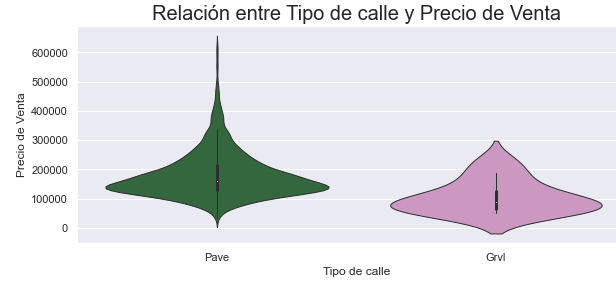 Relación entre Tipo de calle y Precio de Venta
600000
500000
400000
300000
200000
100000
0
Precio de Venta
Pave
Grvl
Tipo de calle